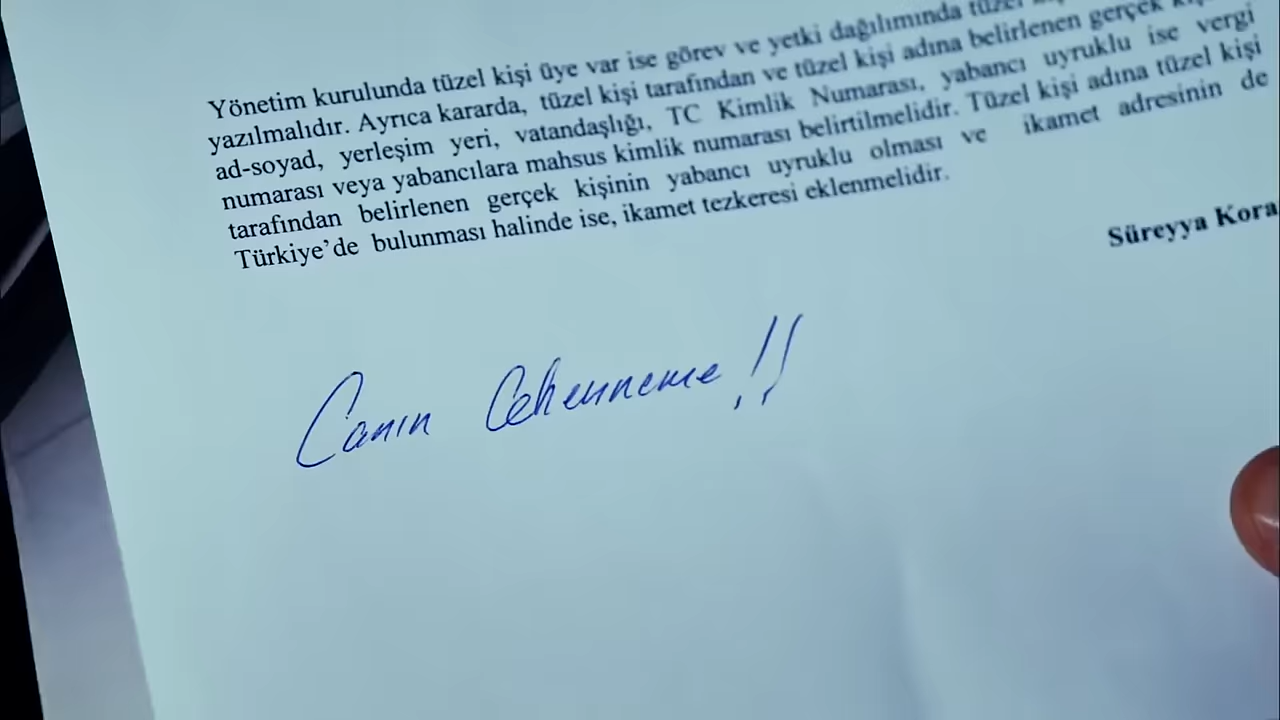 Yönetim kurulunda tüzel kişi üye var ise görev ve yetki dağılımında tüzel
yazılmalıdır. Ayrıca kararda, tüzel kişi tarafından ve tüzel kişi adına belirlenen gerçek
ad-soyad, yerleşim yeri, vatandaşlığı, TC Kimlik Numarası, yabancı uyruklu ise vergi
numarası veya yabancılara mahsus kimlik numarası belirtilmelidir. Tüzel kişi adına tüzel kişi
tarafından belirlenen gerçek kişinin yabancı uyruklu olması ve ikamet adresinin de
Türkiye'de bulunması halinde ise, ikamet tezkeresi eklenmelidir.
Süreyya Kora
Canın Cehenneme!!